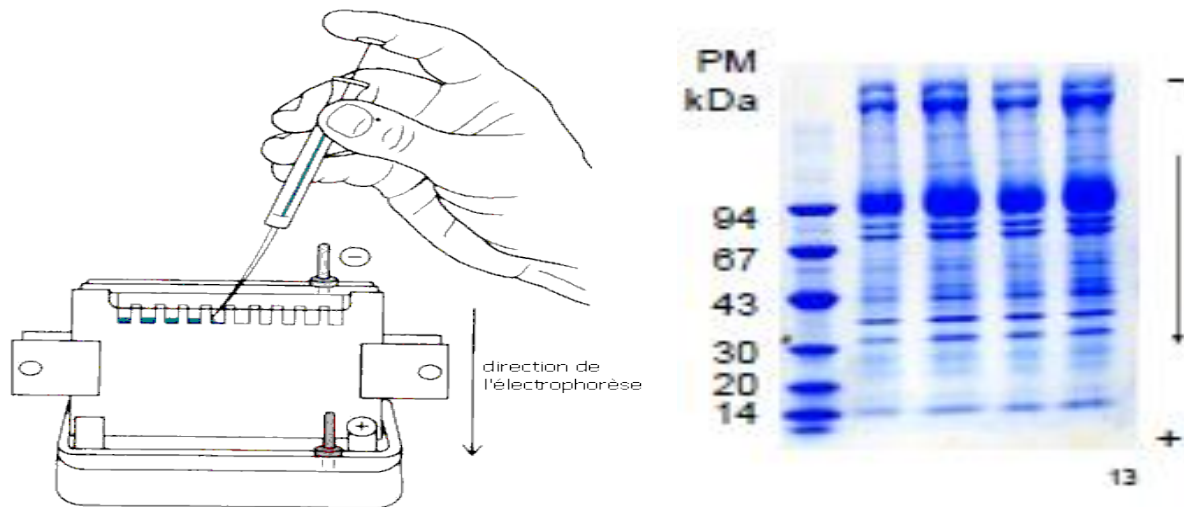 −
direction de
l'électrophorèse
+
PM
kDa
94
67
43
30
20
14
−
+
13